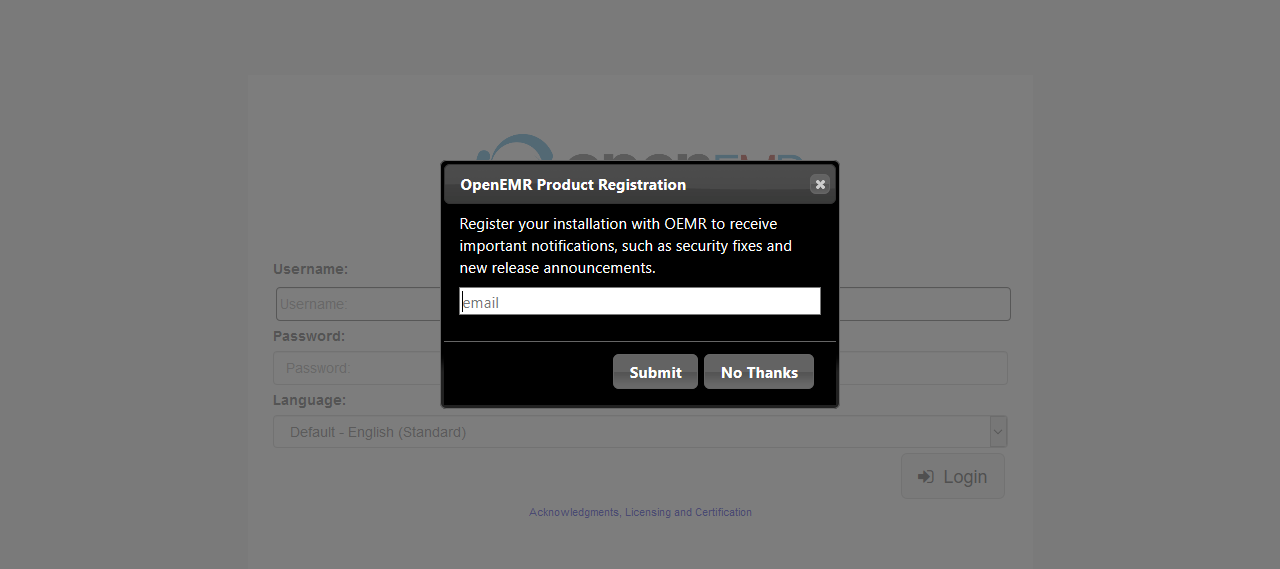 openEMR
OpenEMR Product Registration
Register your installation with OEMR to receive
important notifications, such as security fixes and
new release announcements.
email
Submit No Thanks
Username:
Username:
Password:
Password:
Language:
Default - English (Standard)
Login
Acknowledgments, Licensing and Certification